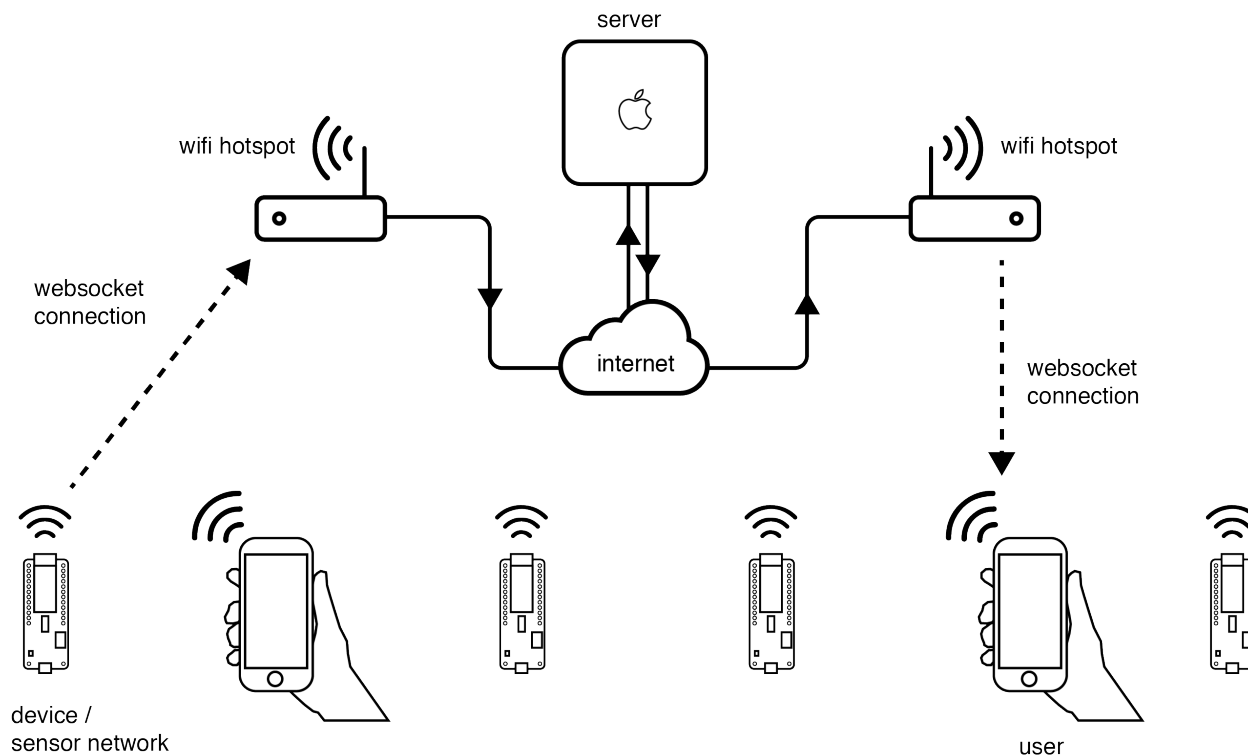 server
wifi hotspot
wifi hotspot
websocket
connection
internet
websocket
connection
device /
sensor network
user